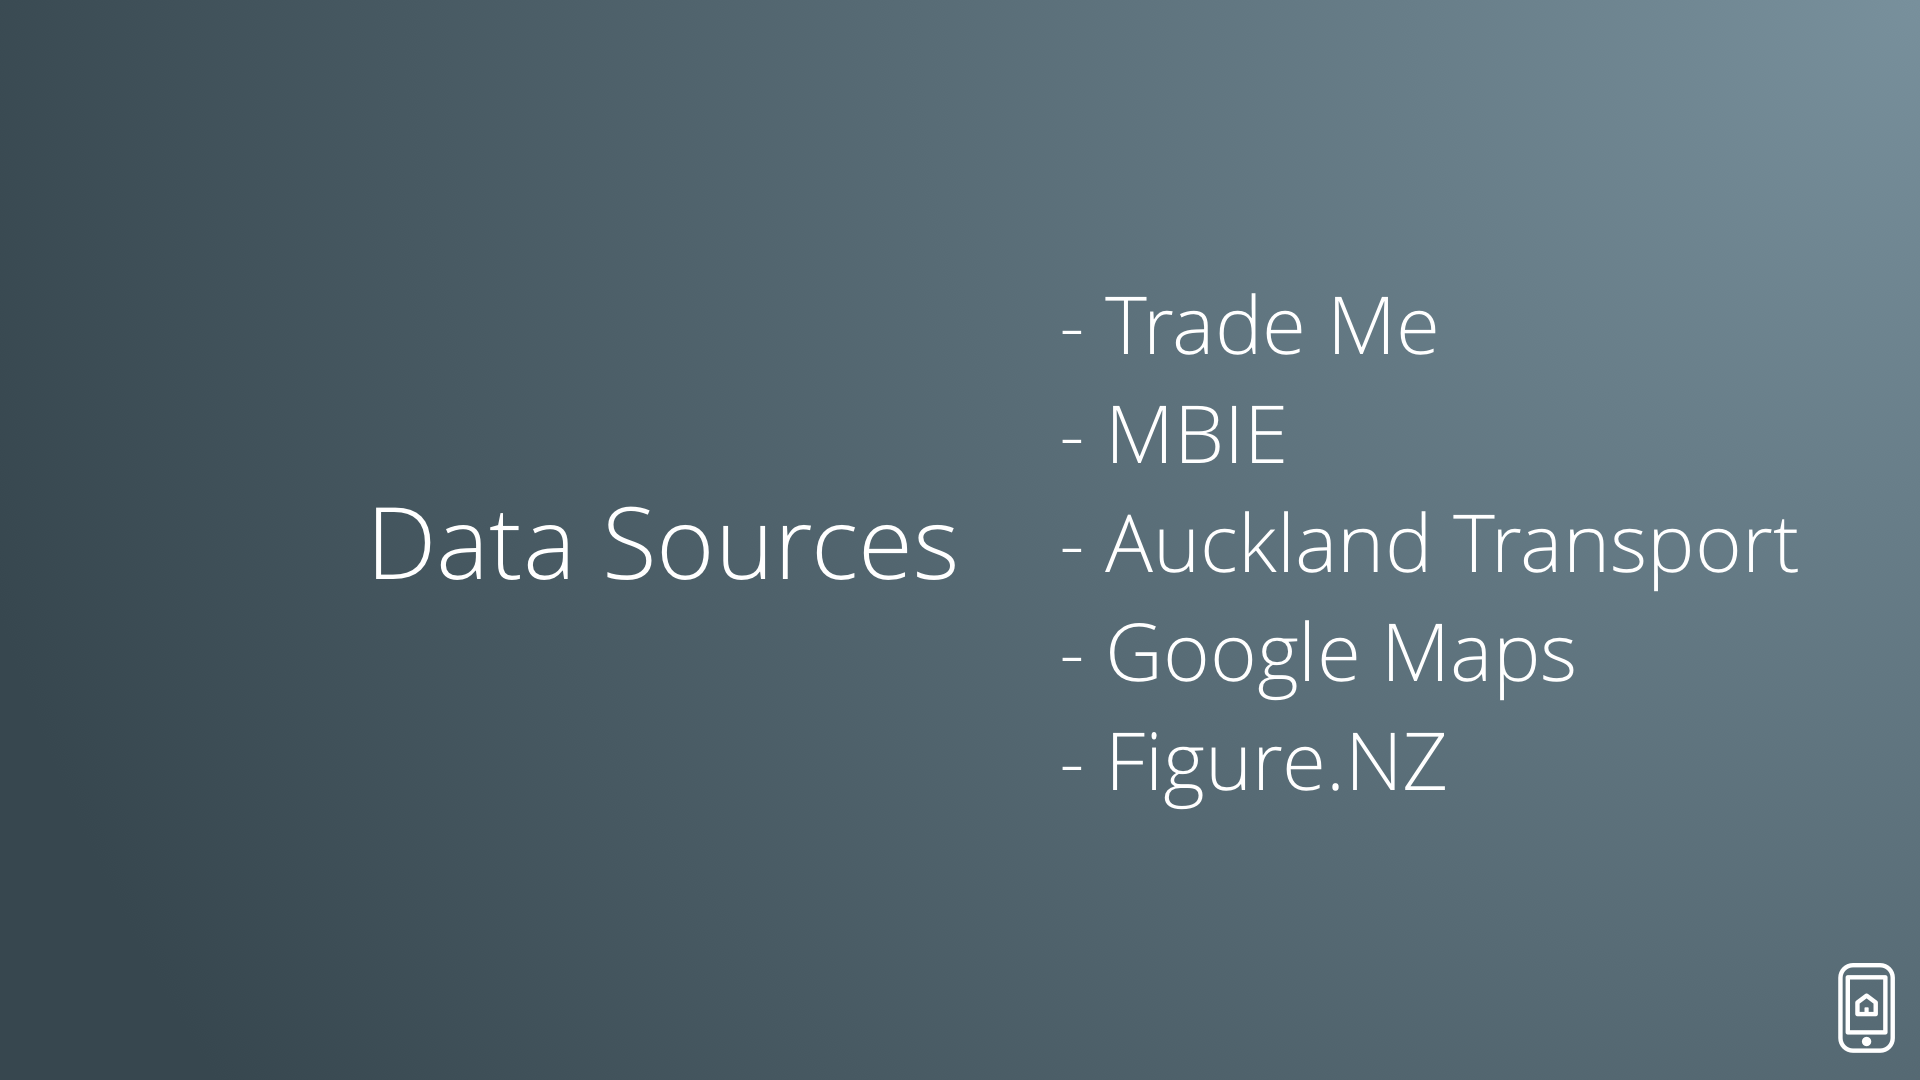 Data Sources
- Trade Me
- MBIE
- Auckland Transport
- Google Maps
- Figure.NZ